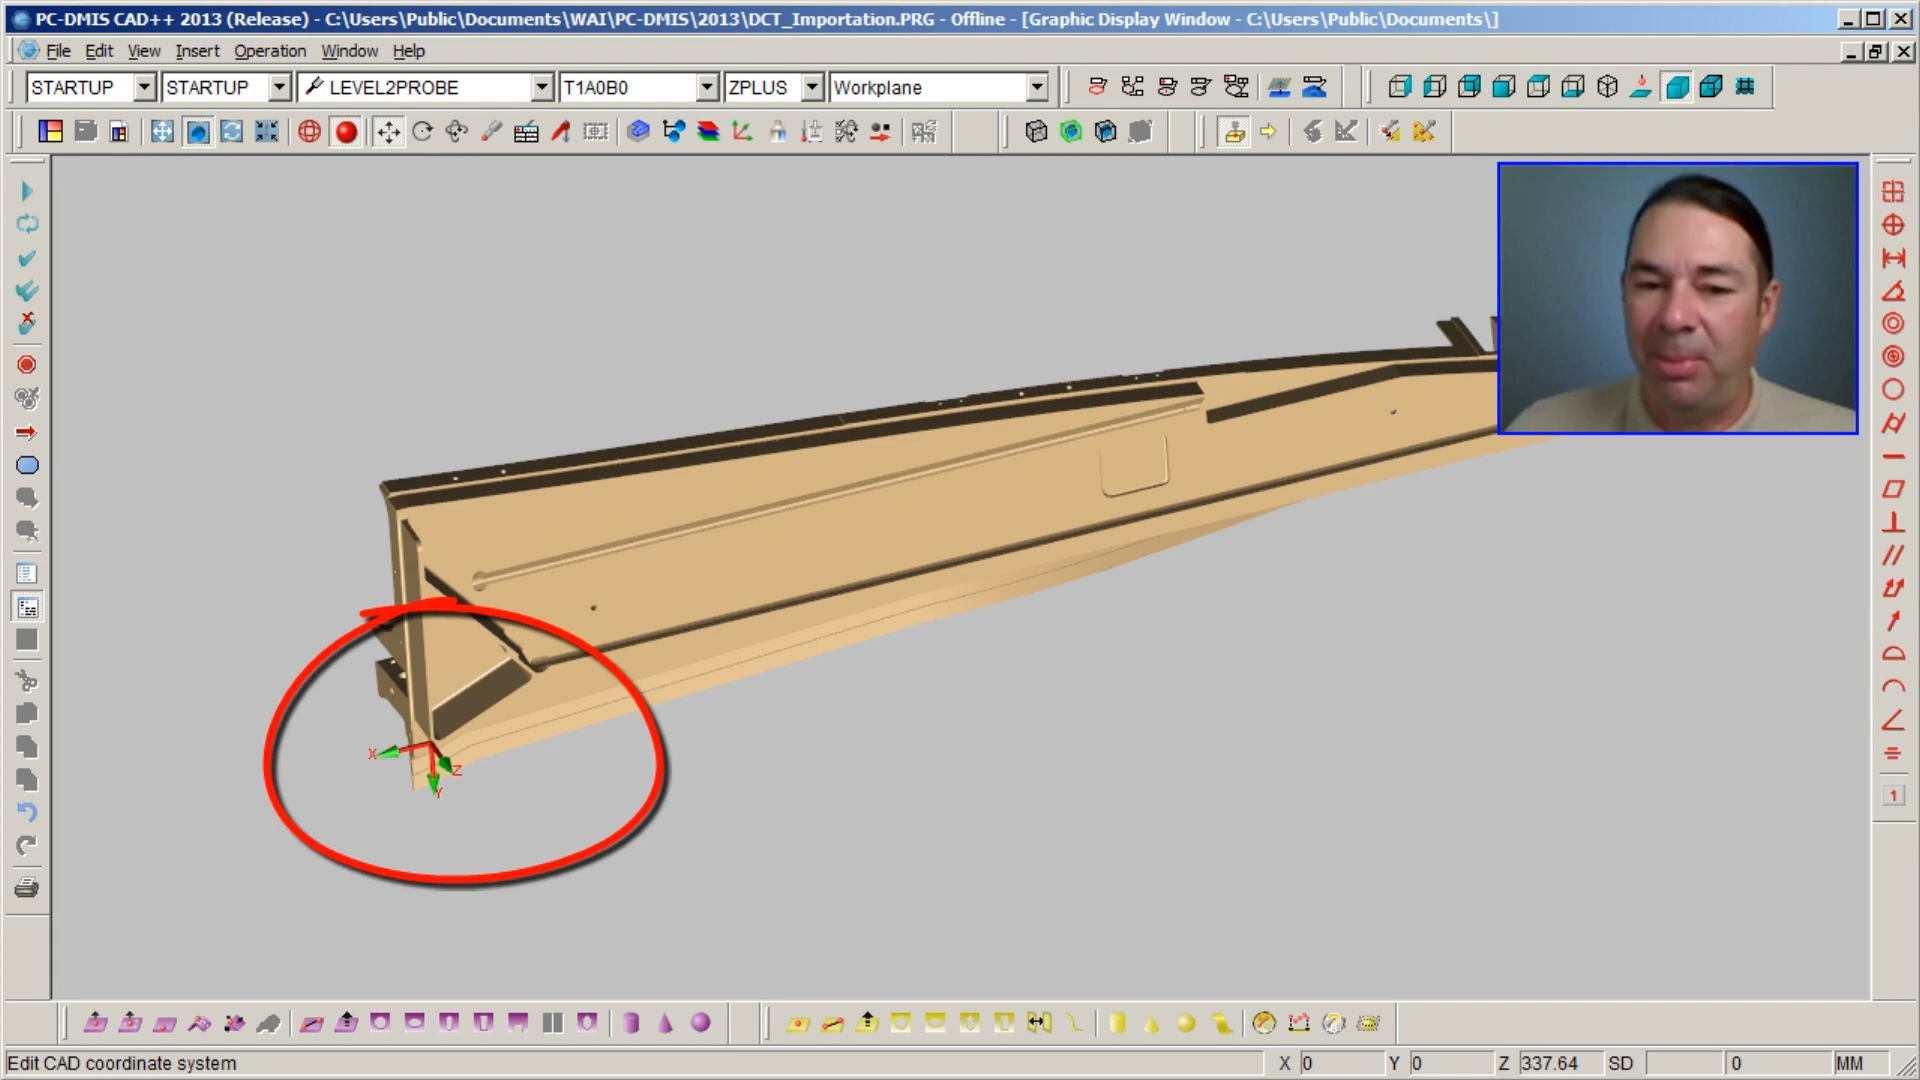 PC-DMIS CAD++ 2013 (Release) - C:\Users\Public\Documents\WAI\PC-DMIS\2013\DCT_Importation.PRG - Offline - [Graphic Display Window - C:\Users\Public\Documents\]
File Edit View Insert Operation Window Help
STARTUP STARTUP LEVEL2PROBE T1A0B0 ZPLUS Workplane
X
Z
Y
1
Edit CAD coordinate system X 0 Y 0 Z 337.64 SD 0 MM